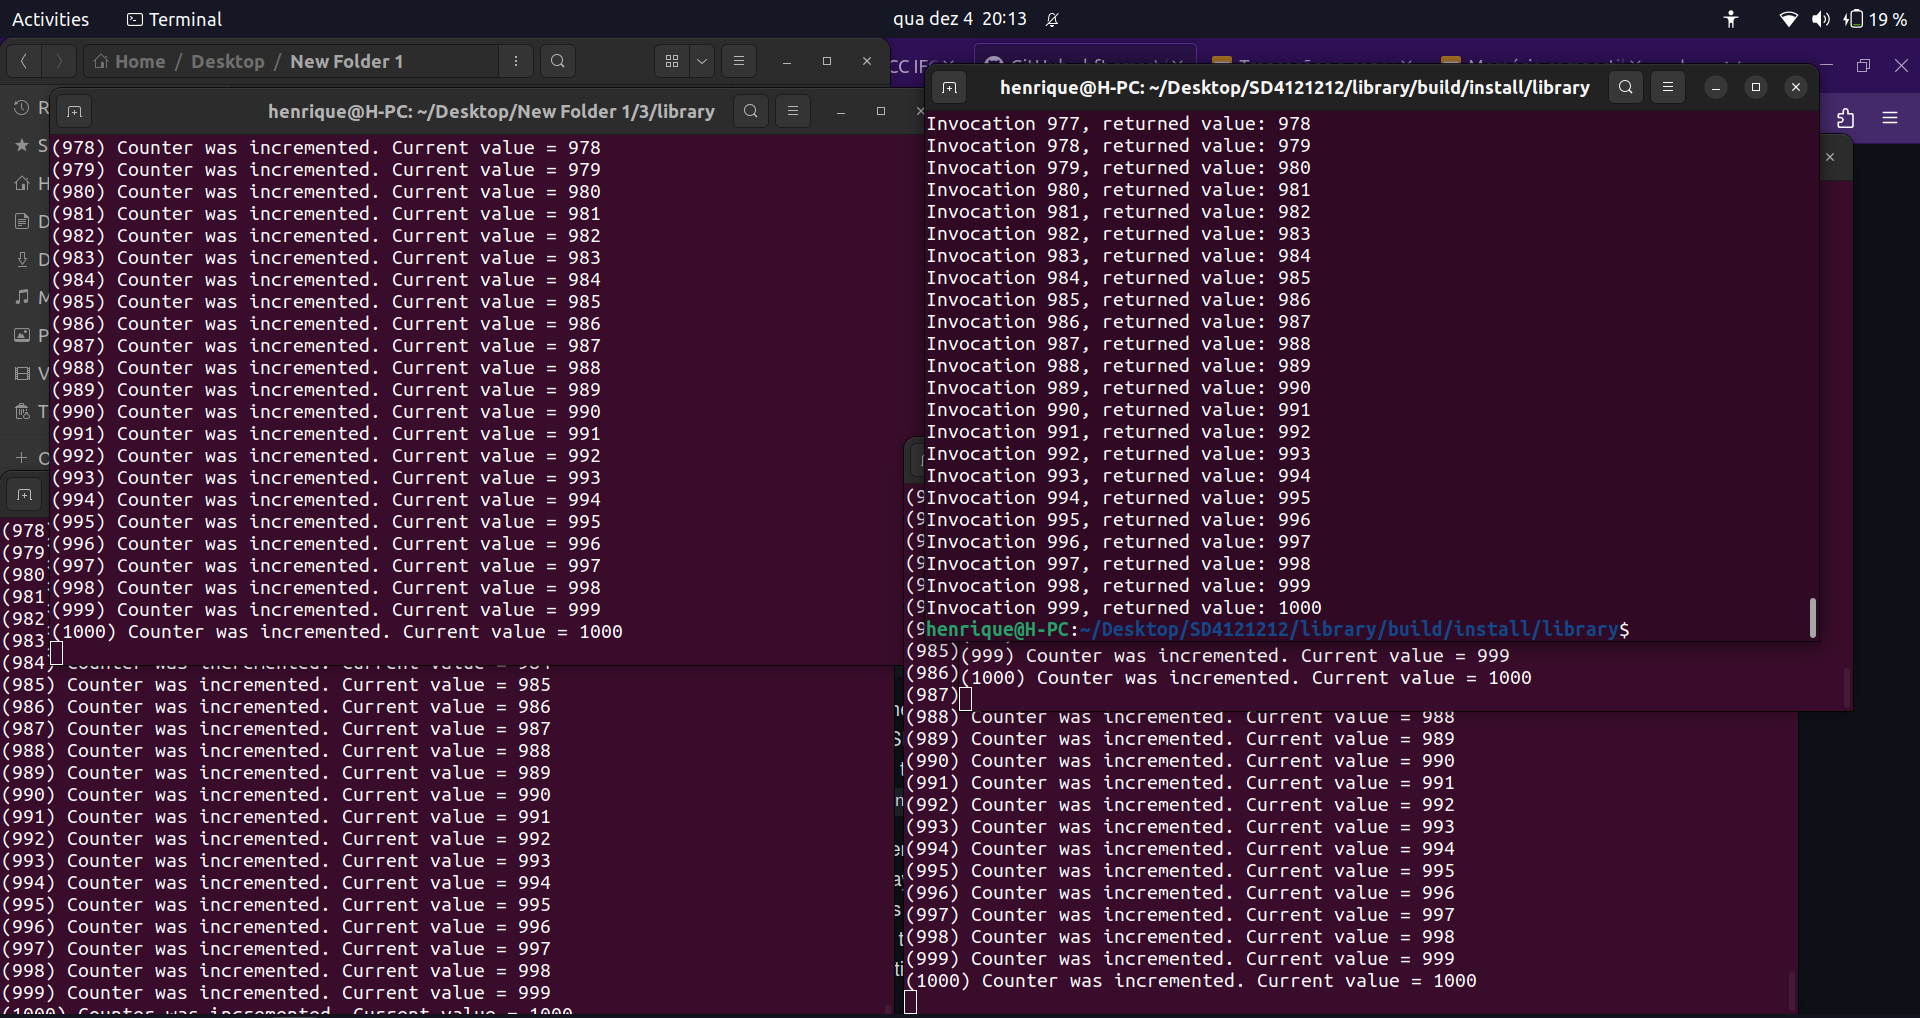 Activities
Terminal
qua dez 4 20:13
19 %
Home / Desktop / New Folder 1
henrique@H-PC: ~/Desktop/New Folder 1/3/library
(978) Counter was incremented. Current value = 978
(979) Counter was incremented. Current value = 979
(980) Counter was incremented. Current value = 980
(981) Counter was incremented. Current value = 981
(982) Counter was incremented. Current value = 982
(983) Counter was incremented. Current value = 983
(984) Counter was incremented. Current value = 984
(985) Counter was incremented. Current value = 985
(986) Counter was incremented. Current value = 986
(987) Counter was incremented. Current value = 987
(988) Counter was incremented. Current value = 988
(989) Counter was incremented. Current value = 989
(990) Counter was incremented. Current value = 990
(991) Counter was incremented. Current value = 991
(992) Counter was incremented. Current value = 992
(993) Counter was incremented. Current value = 993
(994) Counter was incremented. Current value = 994
(995) Counter was incremented. Current value = 995
(996) Counter was incremented. Current value = 996
(997) Counter was incremented. Current value = 997
(998) Counter was incremented. Current value = 998
(999) Counter was incremented. Current value = 999
(1000) Counter was incremented. Current value = 1000
(978
(979
(980
(981
(982
(983
(984
(985) Counter was incremented. Current value = 985
(986) Counter was incremented. Current value = 986
(987) Counter was incremented. Current value = 987
(988) Counter was incremented. Current value = 988
(989) Counter was incremented. Current value = 989
(990) Counter was incremented. Current value = 990
(991) Counter was incremented. Current value = 991
(992) Counter was incremented. Current value = 992
(993) Counter was incremented. Current value = 993
(994) Counter was incremented. Current value = 994
(995) Counter was incremented. Current value = 995
(996) Counter was incremented. Current value = 996
(997) Counter was incremented. Current value = 997
(998) Counter was incremented. Current value = 998
(999) Counter was incremented. Current value = 999
(1000) Counter was incremented. Current value = 1000
henrique@H-PC: ~/Desktop/SD4121212/library/build/install/library
Invocation 977, returned value: 978
Invocation 978, returned value: 979
Invocation 979, returned value: 980
Invocation 980, returned value: 981
Invocation 981, returned value: 982
Invocation 982, returned value: 983
Invocation 983, returned value: 984
Invocation 984, returned value: 985
Invocation 985, returned value: 986
Invocation 986, returned value: 987
Invocation 987, returned value: 988
Invocation 988, returned value: 989
Invocation 989, returned value: 990
Invocation 990, returned value: 991
Invocation 991, returned value: 992
Invocation 992, returned value: 993
Invocation 993, returned value: 994
Invocation 994, returned value: 995
Invocation 995, returned value: 996
Invocation 996, returned value: 997
Invocation 997, returned value: 998
Invocation 998, returned value: 999
Invocation 999, returned value: 1000
henrique@H-PC:~/Desktop/SD4121212/library/build/install/library$
(999) Counter was incremented. Current value = 999
(1000) Counter was incremented. Current value = 1000
(985)
(986)
(987)
(988) Counter was incremented. Current value = 988
(989) Counter was incremented. Current value = 989
(990) Counter was incremented. Current value = 990
(991) Counter was incremented. Current value = 991
(992) Counter was incremented. Current value = 992
(993) Counter was incremented. Current value = 993
(994) Counter was incremented. Current value = 994
(995) Counter was incremented. Current value = 995
(996) Counter was incremented. Current value = 996
(997) Counter was incremented. Current value = 997
(998) Counter was incremented. Current value = 998
(999) Counter was incremented. Current value = 999
(1000) Counter was incremented. Current value = 1000